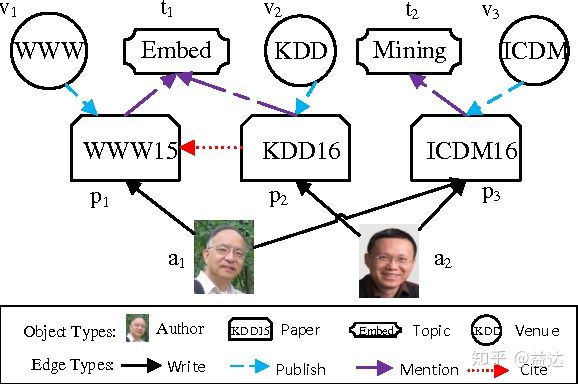 v1 t1 v2 t2 v3
WWW Embed KDD Mining ICDM
WWW15 KDD16 ICDM16
p1 p2 p3
a1 a2
Object Types: Author KDD15 Paper Embed Topic KDD Venue
Edge Types: Write Publish Mention Cite
知乎 @益达